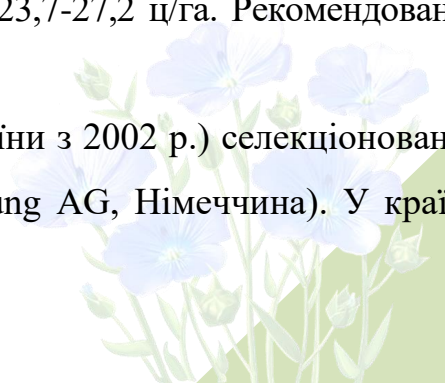 23,7-27,2 ц/га. Рекомендован
їни з 2002 р.) селекціонован
ung AG, Німеччина). У краї